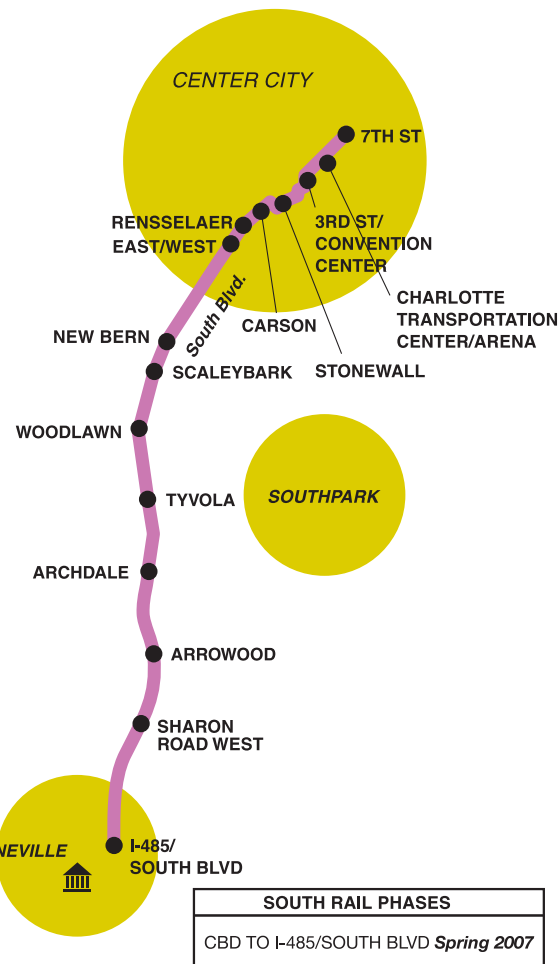 CENTER CITY
7TH ST
RENSSELAER
EAST/WEST
3RD ST/
CONVENTION
CENTER
South Blvd.
CARSON
CHARLOTTE
TRANSPORTATION
CENTER/ARENA
NEW BERN
SCALEYBARK
STONEWALL
WOODLAWN
SOUTHPARK
TYVOLA
ARCHDALE
ARROWOOD
SHARON
ROAD WEST
NEVILLE
I-485/
SOUTH BLVD
SOUTH RAIL PHASES
CBD TO I-485/SOUTH BLVD Spring 2007